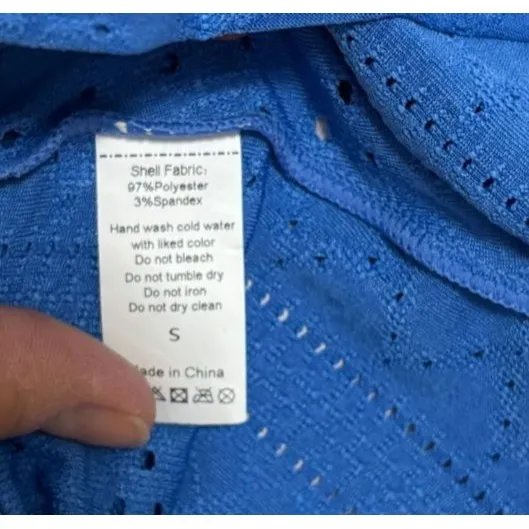 Shell Fabric:
97%Polyester
3%Spandex
Hand wash cold water
with liked color
Do not bleach
Do not tumble dry
Do not iron
Do not dry clean
S
ade in China